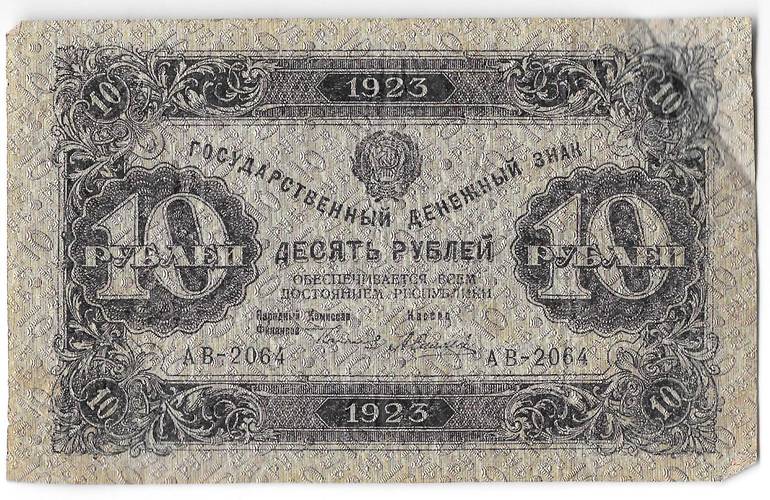 1923
10 10
ГОСУДАРСТВЕННЫЙ ДЕНЕЖНЫЙ ЗНАК
10 10
РУБЛЕЙ ДЕСЯТЬ РУБЛЕЙ РУБЛЕЙ
ОБЕСПЕЧИВАЕТСЯ ВСЕМ
ДОСТОЯНИЕМ РЕСПУБЛИКИ
Народный Комиссар Кассир
Финансов
АВ-2064 АВ-2064
10 10
1923